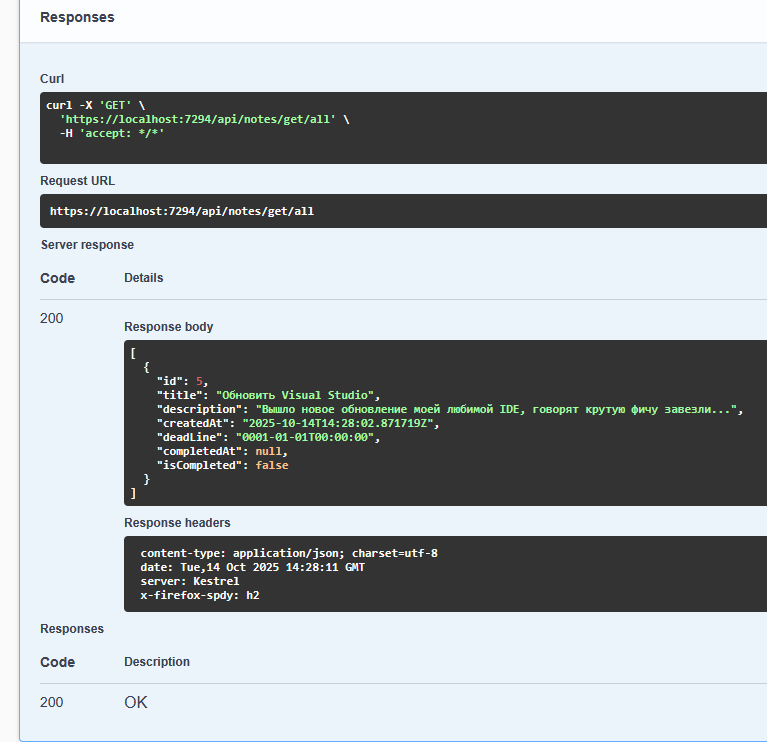 Responses
Curl
curl -X 'GET' \
'https://localhost:7294/api/notes/get/all' \
-H 'accept: */*'
Request URL
https://localhost:7294/api/notes/get/all
Server response
Code Details
200
Response body
[
{
"id": 5,
"title": "Обновить Visual Studio",
"description": "Вышло новое обновление моей любимой IDE, говорят крутую фичу завезли...",
"createdAt": "2025-10-14T14:28:02.871719Z",
"deadLine": "0001-01-01T00:00:00",
"completedAt": null,
"isCompleted": false
}
]
Response headers
content-type: application/json; charset=utf-8
date: Tue,14 Oct 2025 14:28:11 GMT
server: Kestrel
x-firefox-spdy: h2
Responses
Code Description
200 OK